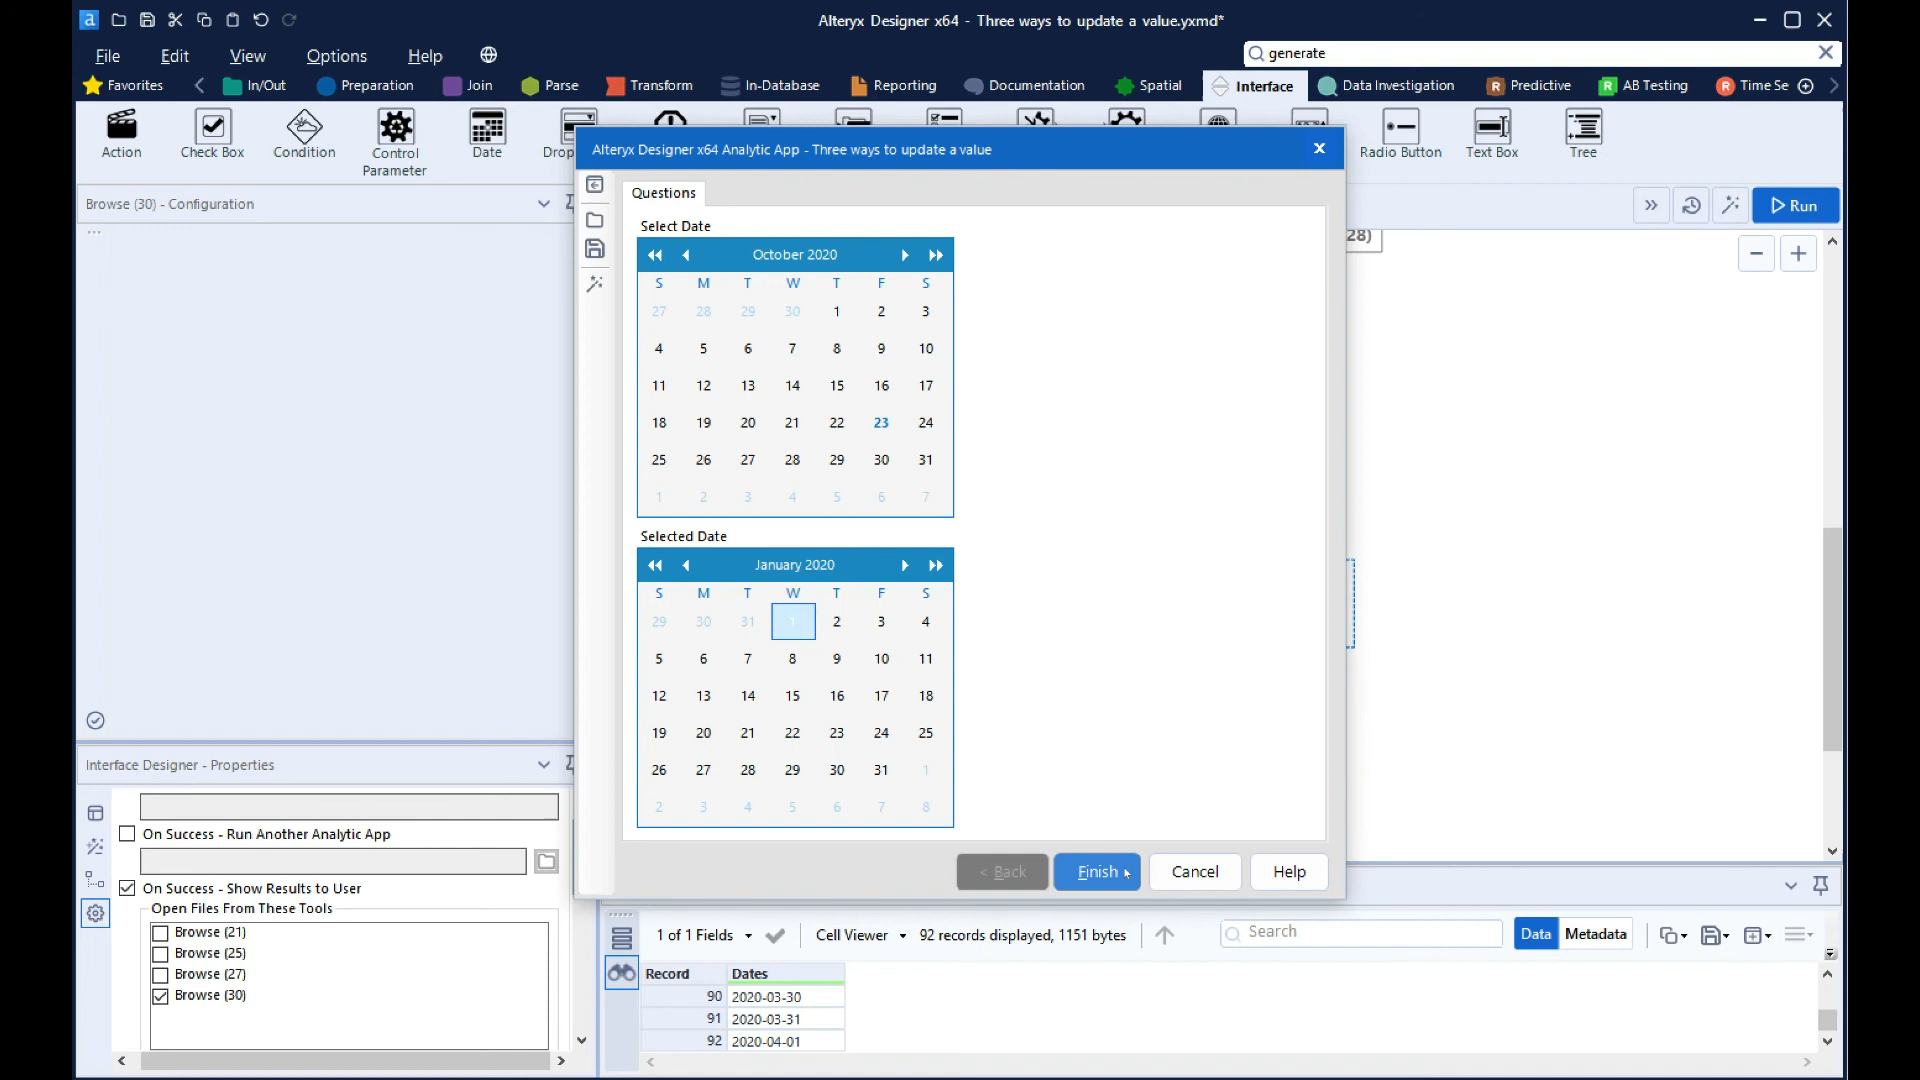 Alteryx Designer x64 - Three ways to update a value.yxmd*
File Edit View Options Help
generate
Favorites In/Out Preparation Join Parse Transform In-Database Reporting Documentation Spatial Interface Data Investigation Predictive AB Testing Time Se
Action Check Box Condition Control Parameter Date Drop Radio Button Text Box Tree
Alteryx Designer x64 Analytic App - Three ways to update a value
Browse (30) - Configuration
Run
28)
Questions
Select Date
October 2020
S M T W T F S
27 28 29 30 1 2 3
4 5 6 7 8 9 10
11 12 13 14 15 16 17
18 19 20 21 22 23 24
25 26 27 28 29 30 31
1 2 3 4 5 6 7
Selected Date
January 2020
S M T W T F S
29 30 31 1 2 3 4
5 6 7 8 9 10 11
12 13 14 15 16 17 18
19 20 21 22 23 24 25
26 27 28 29 30 31 1
2 3 4 5 6 7 8
< Back Finish Cancel Help
Interface Designer - Properties
On Success - Run Another Analytic App
On Success - Show Results to User
Open Files From These Tools
Browse (21)
Browse (25)
Browse (27)
Browse (30)
1 of 1 Fields Cell Viewer 92 records displayed, 1151 bytes Search Data Metadata
Record Dates
90 2020-03-30
91 2020-03-31
92 2020-04-01